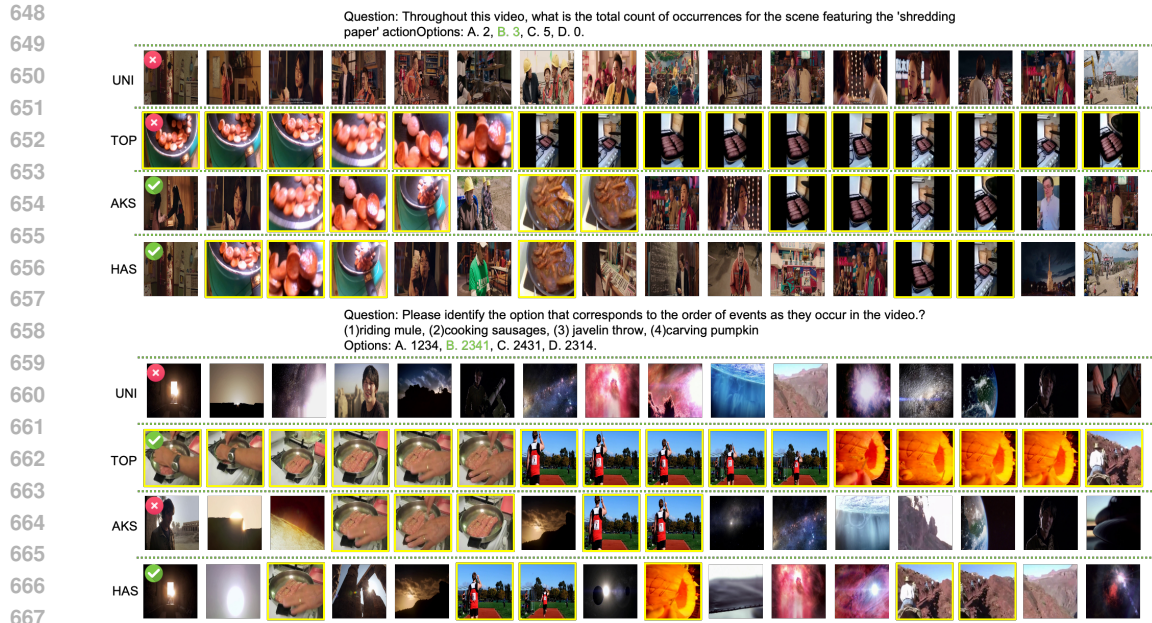 648
Question: Throughout this video, what is the total count of occurrences for the scene featuring the 'shredding
649
paper' actionOptions: A. 2, B. 3, C. 5, D. 0.
650
UNI
651
652
TOP
653
654
AKS
655
656
HAS
657
Question: Please identify the option that corresponds to the order of events as they occur in the video.?
658
(1)riding mule, (2)cooking sausages, (3) javelin throw, (4)carving pumpkin
659
Options: A. 1234, B. 2341, C. 2431, D. 2314.
660
UNI
661
662
TOP
663
664
AKS
665
666
HAS
667